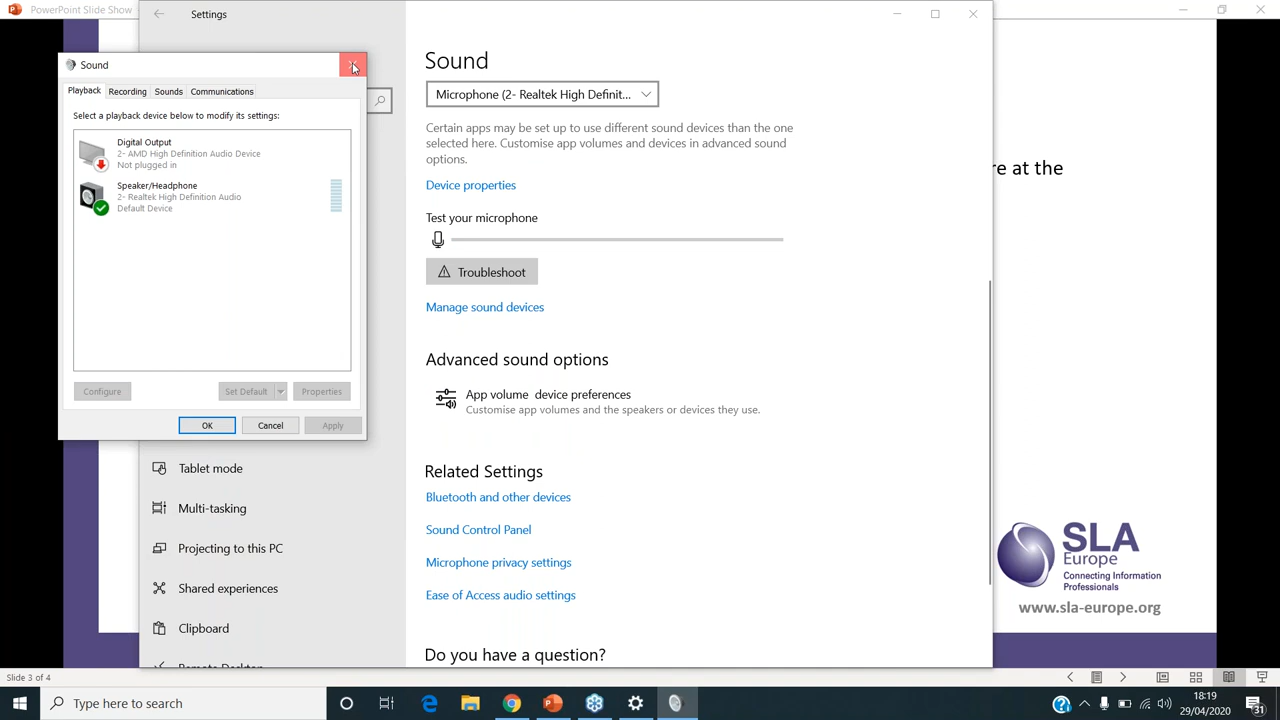 PowerPoint Slide Show
Settings
Sound
Microphone (2- Realtek High Definit...
Certain apps may be set up to use different sound devices than the one
selected here. Customise app volumes and devices in advanced sound
options.
Device properties
Test your microphone
Troubleshoot
Manage sound devices
Advanced sound options
App volume device preferences
Customise app volumes and the speakers or devices they use.
Related Settings
Bluetooth and other devices
Sound Control Panel
Microphone privacy settings
Ease of Access audio settings
Do you have a question?
Sound
Playback Recording Sounds Communications
Select a playback device below to modify its settings:
Digital Output
2- AMD High Definition Audio Device
Not plugged in
Speaker/Headphone
2- Realtek High Definition Audio
Default Device
Configure Set Default Properties
OK Cancel Apply
Tablet mode
Multi-tasking
Projecting to this PC
Shared experiences
Clipboard
Remote Desktop
re at the
SLA
Europe
Connecting Information
Professionals
www.sla-europe.org
Slide 3 of 4
Type here to search
18:19
29/04/2020
31